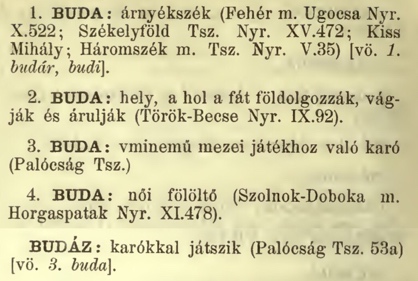 1. BUDA: árnyékszék (Fehér m. Ugocsa Nyr.
X.522; Székelyföld Tsz. Nyr. XV.472; Kiss
Mihály; Háromszék m. Tsz. Nyr. V.35) [vö. 1.
budár, budi].
2. BUDA: hely, a hol a fát földolgozzák, vág-
ják és árulják (Török-Becse Nyr. IX.92).
3. BUDA: vminemű mezei játékhoz való karó
(Palócság Tsz.)
4. BUDA: női fölöltő (Szolnok-Doboka m.
Horgaspatak Nyr. XI.478).
BUDÁZ: karókkal játszik (Palócság Tsz. 53a)
[vö. 3. buda].